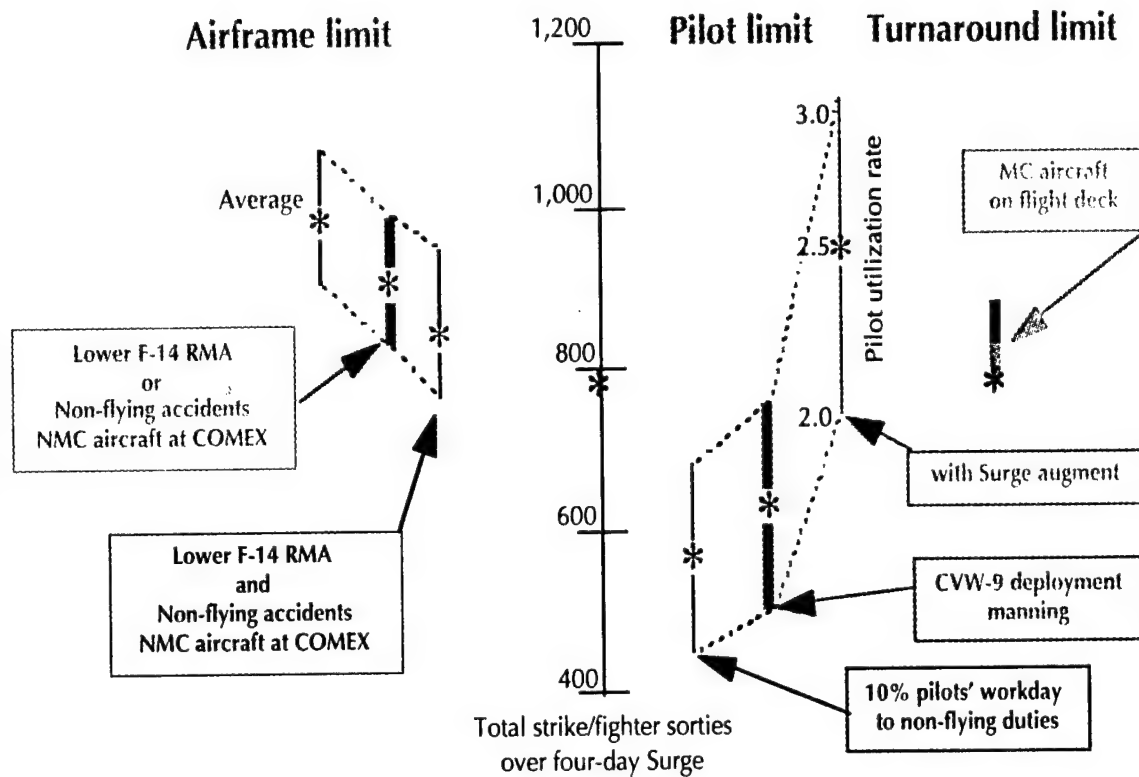 Airframe limit
Pilot limit
Turnaround limit
1,200
1,000
800
600
400
Average
3.0
2.5
2.0
Pilot utilization rate
MC aircraft
on flight deck
Lower F-14 RMA
or
Non-flying accidents
NMC aircraft at COMEX
Lower F-14 RMA
and
Non-flying accidents
NMC aircraft at COMEX
with Surge augment
CVW-9 deployment
manning
10% pilots' workday
to non-flying duties
Total strike/fighter sorties
over four-day Surge